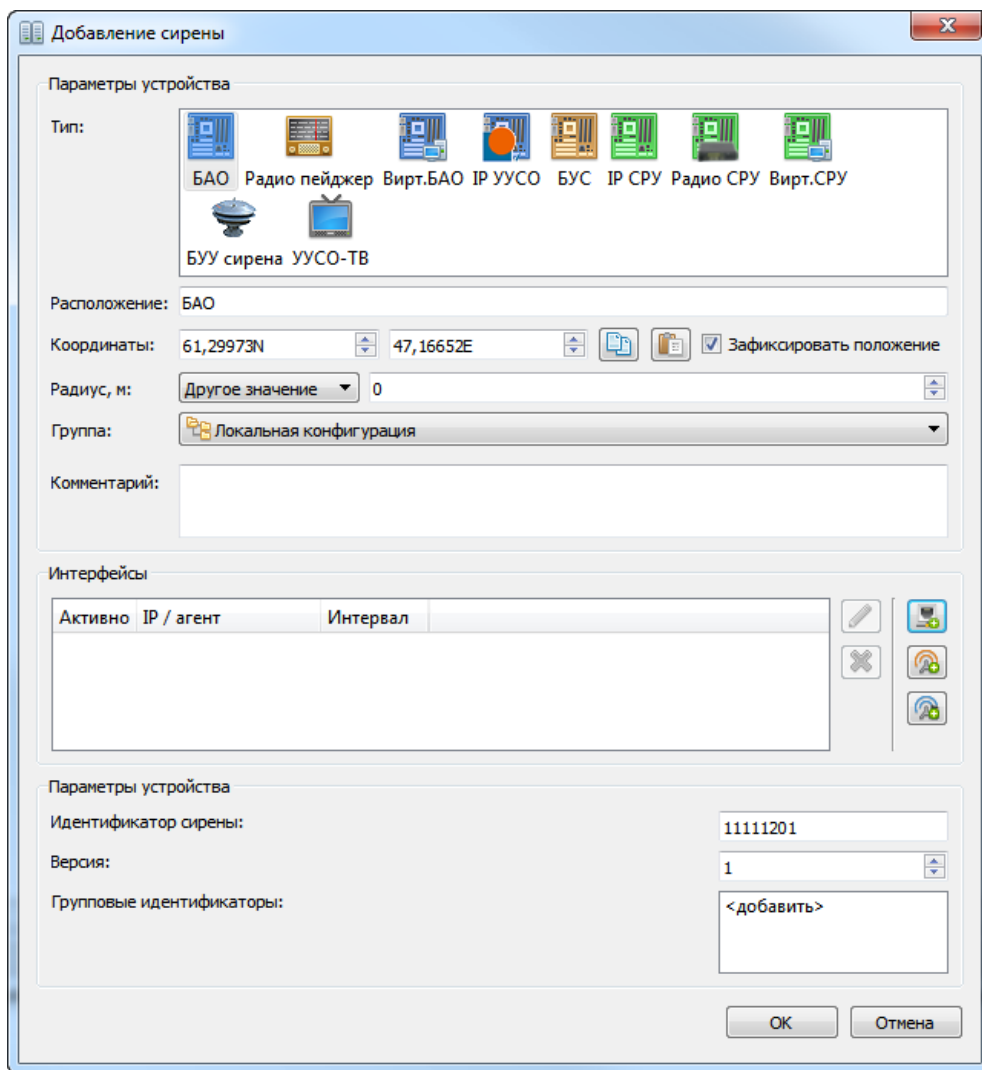 Добавление сирены
Параметры устройства
Тип:
БАО Радио пейджер Вирт.БАО IP УУСО БУС IP СРУ Радио СРУ Вирт.СРУ
БУУ сирена УУСО-ТВ
Расположение: БАО
Координаты: 61,29973N 47,16652E Зафиксировать положение
Радиус, м: Другое значение 0
Группа: Локальная конфигурация
Комментарий:
Интерфейсы
Активно IP / агент Интервал
Параметры устройства
Идентификатор сирены: 11111201
Версия: 1
Групповые идентификаторы: <добавить>
OK Отмена